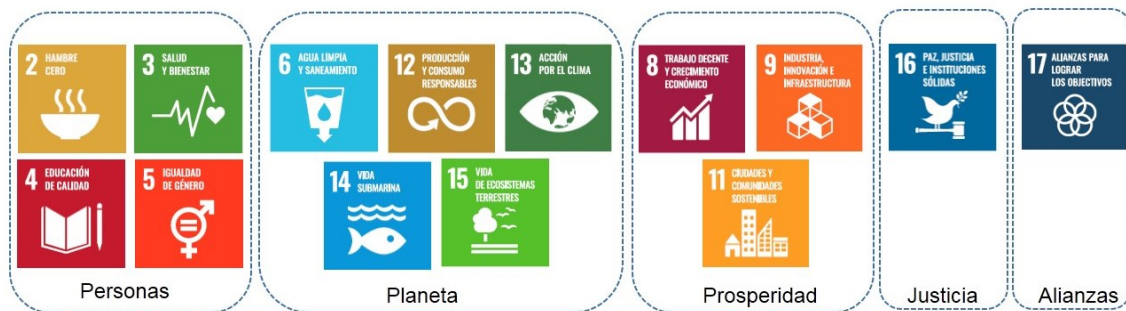 2 HAMBRE
CERO
3 SALUD
Y BIENESTAR
4 EDUCACIÓN
DE CALIDAD
5 IGUALDAD
DE GÉNERO
Personas
6 AGUA LIMPIA
Y SANEAMIENTO
12 PRODUCCIÓN
Y CONSUMO
RESPONSABLES
13 ACCIÓN
POR EL CLIMA
14 VIDA
SUBMARINA
15 VIDA
DE ECOSISTEMAS
TERRESTRES
Planeta
8 TRABAJO DECENTE
Y CRECIMIENTO
ECONÓMICO
9 INDUSTRIA,
INNOVACIÓN E
INFRAESTRUCTURA
11 CIUDADES Y
COMUNIDADES
SOSTENIBLES
Prosperidad
16 PAZ, JUSTICIA
E INSTITUCIONES
SÓLIDAS
Justicia
17 ALIANZAS PARA
LOGRAR
LOS OBJECTIVOS
Alianzas